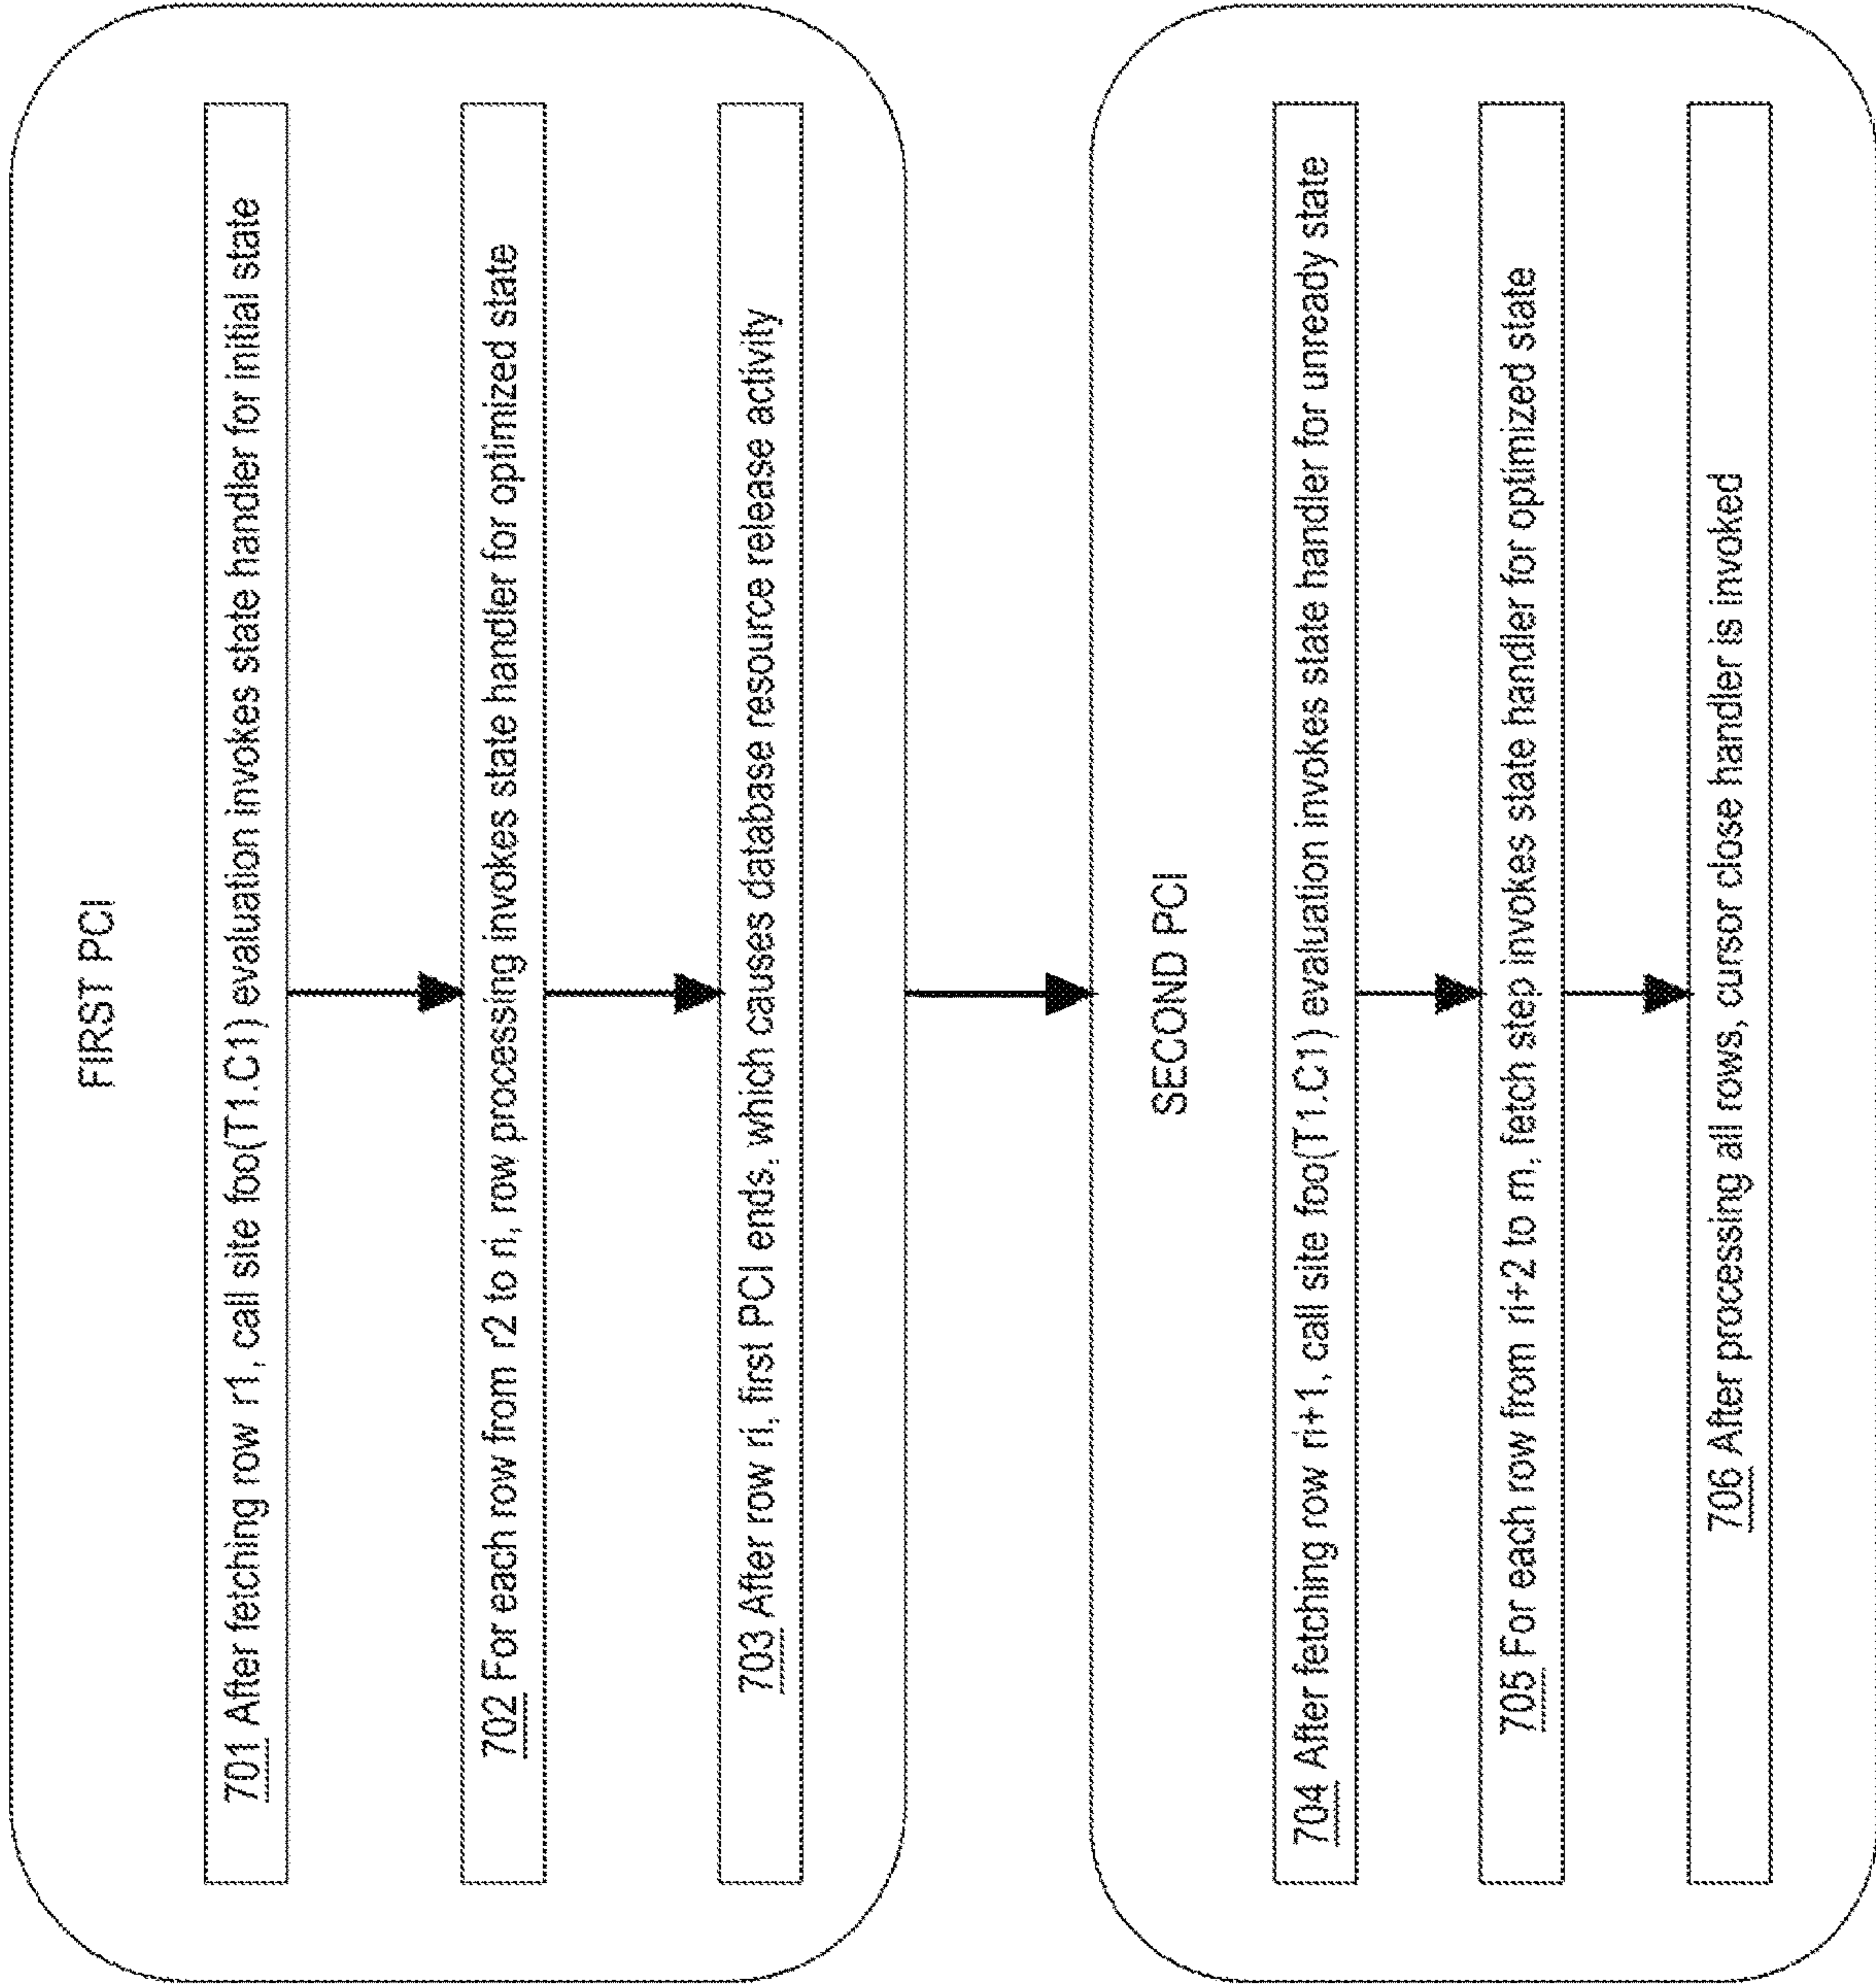 FIRST PCI
701 After fetching row r1, call site foo(T1.C1) evaluation invokes state handler for initial state
702 For each row from r2 to ri, row processing invokes state handler for optimized state
703 After row ri, first PCI ends, which causes database resource release activity
SECOND PCI
704 After fetching row ri+1, call site foo(T1.C1) evaluation invokes state handler for unready state
705 For each row from ri+2 to rn, fetch step invokes state handler for optimized state
706 After processing all rows, cursor close handler is invoked